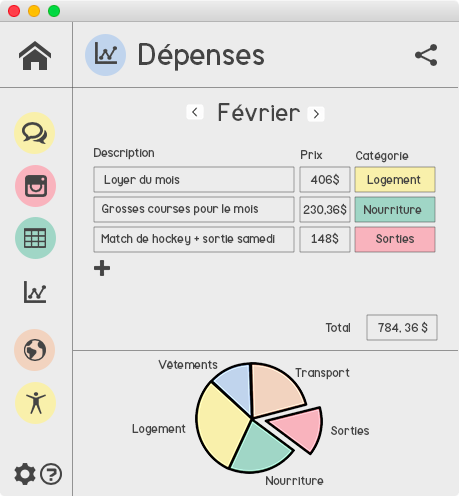 Dépenses
Février
Description Prix Catégorie
Loyer du mois 406$ Logement
Grosses courses pour le mois 230,36$ Nourriture
Match de hockey + sortie samedi 148$ Sorties
Total 784, 36 $
Vêtements
Transport
Logement
Sorties
Nourriture